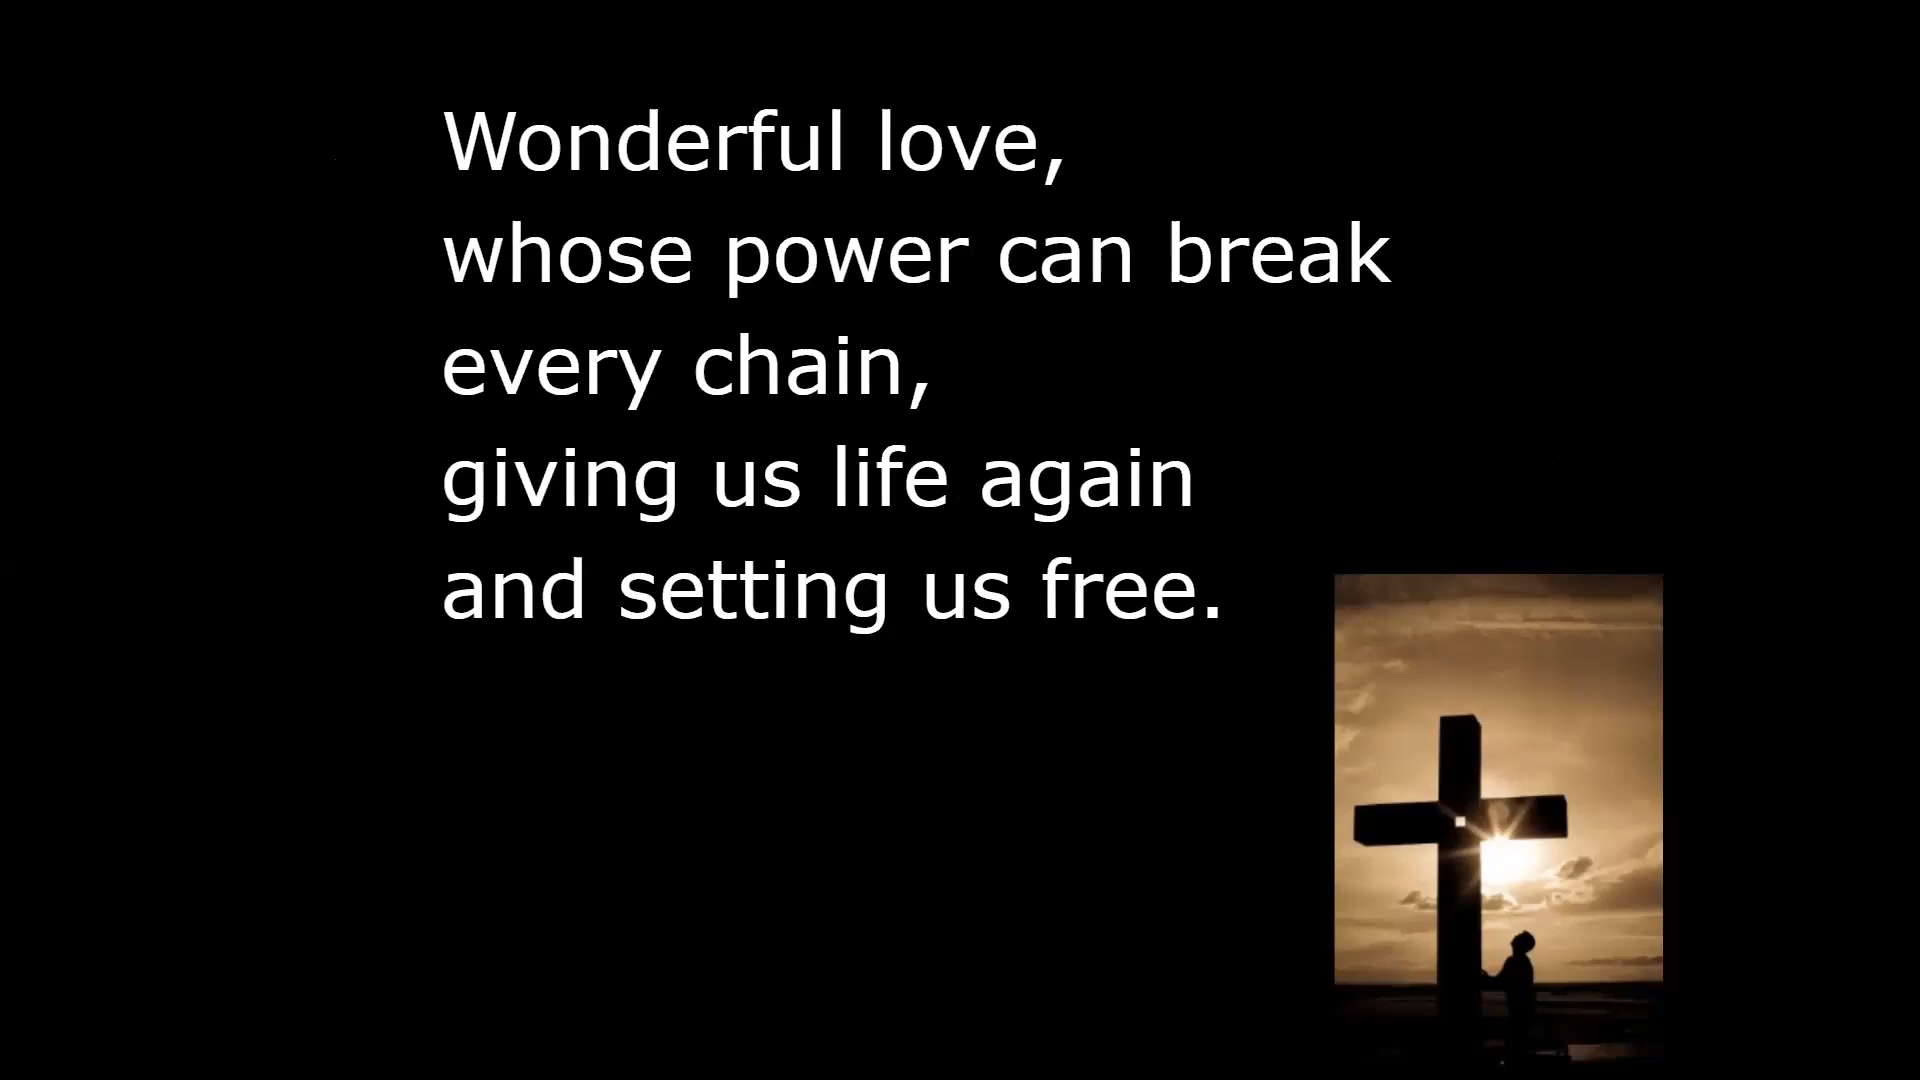 Wonderful love,
whose power can break
every chain,
giving us life again
and setting us free.